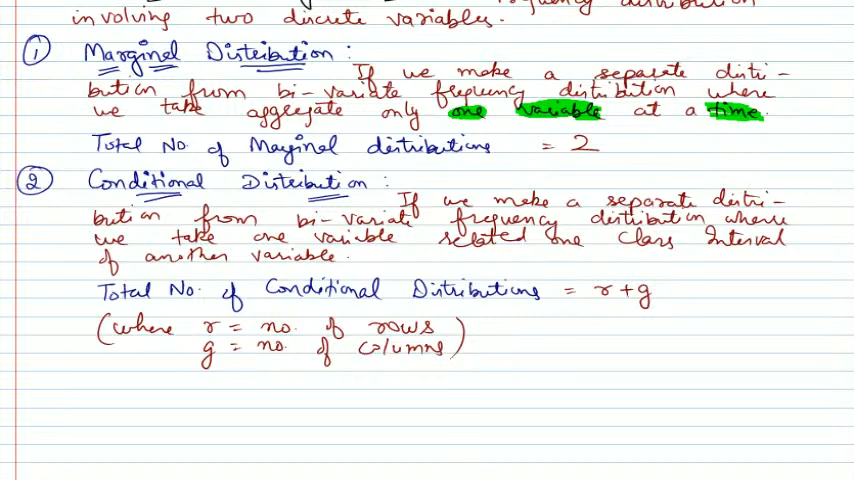 frequency distribution
involving two discrete variables.
① Marginal Distribution :
If we make a separate distri-
bution from bi-variate frequency distribution where
we take aggregate only one variable at a time.
Total No. of Marginal distributions = 2
② Conditional Distribution :
If we make a separate distri-
bution from bi-variate frequency distribution where
we take one variable related one Class Interval
of another variable.
Total No. of Conditional Distributions = r + g
(where r = no. of rows
g = no. of columns)